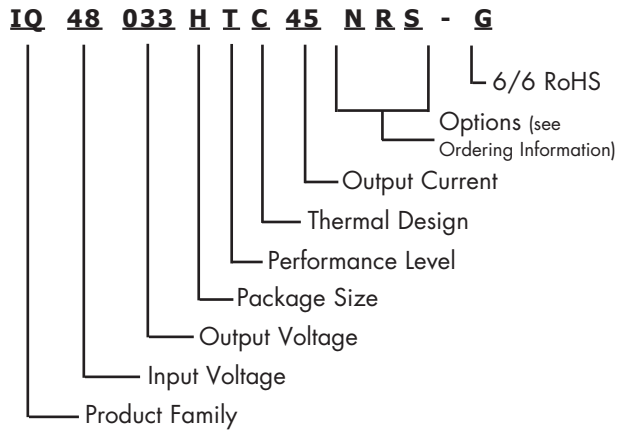 IQ 48 033 H T C 45 N R S - G
6/6 RoHS
Options (see
Ordering Information)
Output Current
Thermal Design
Performance Level
Package Size
Output Voltage
Input Voltage
Product Family